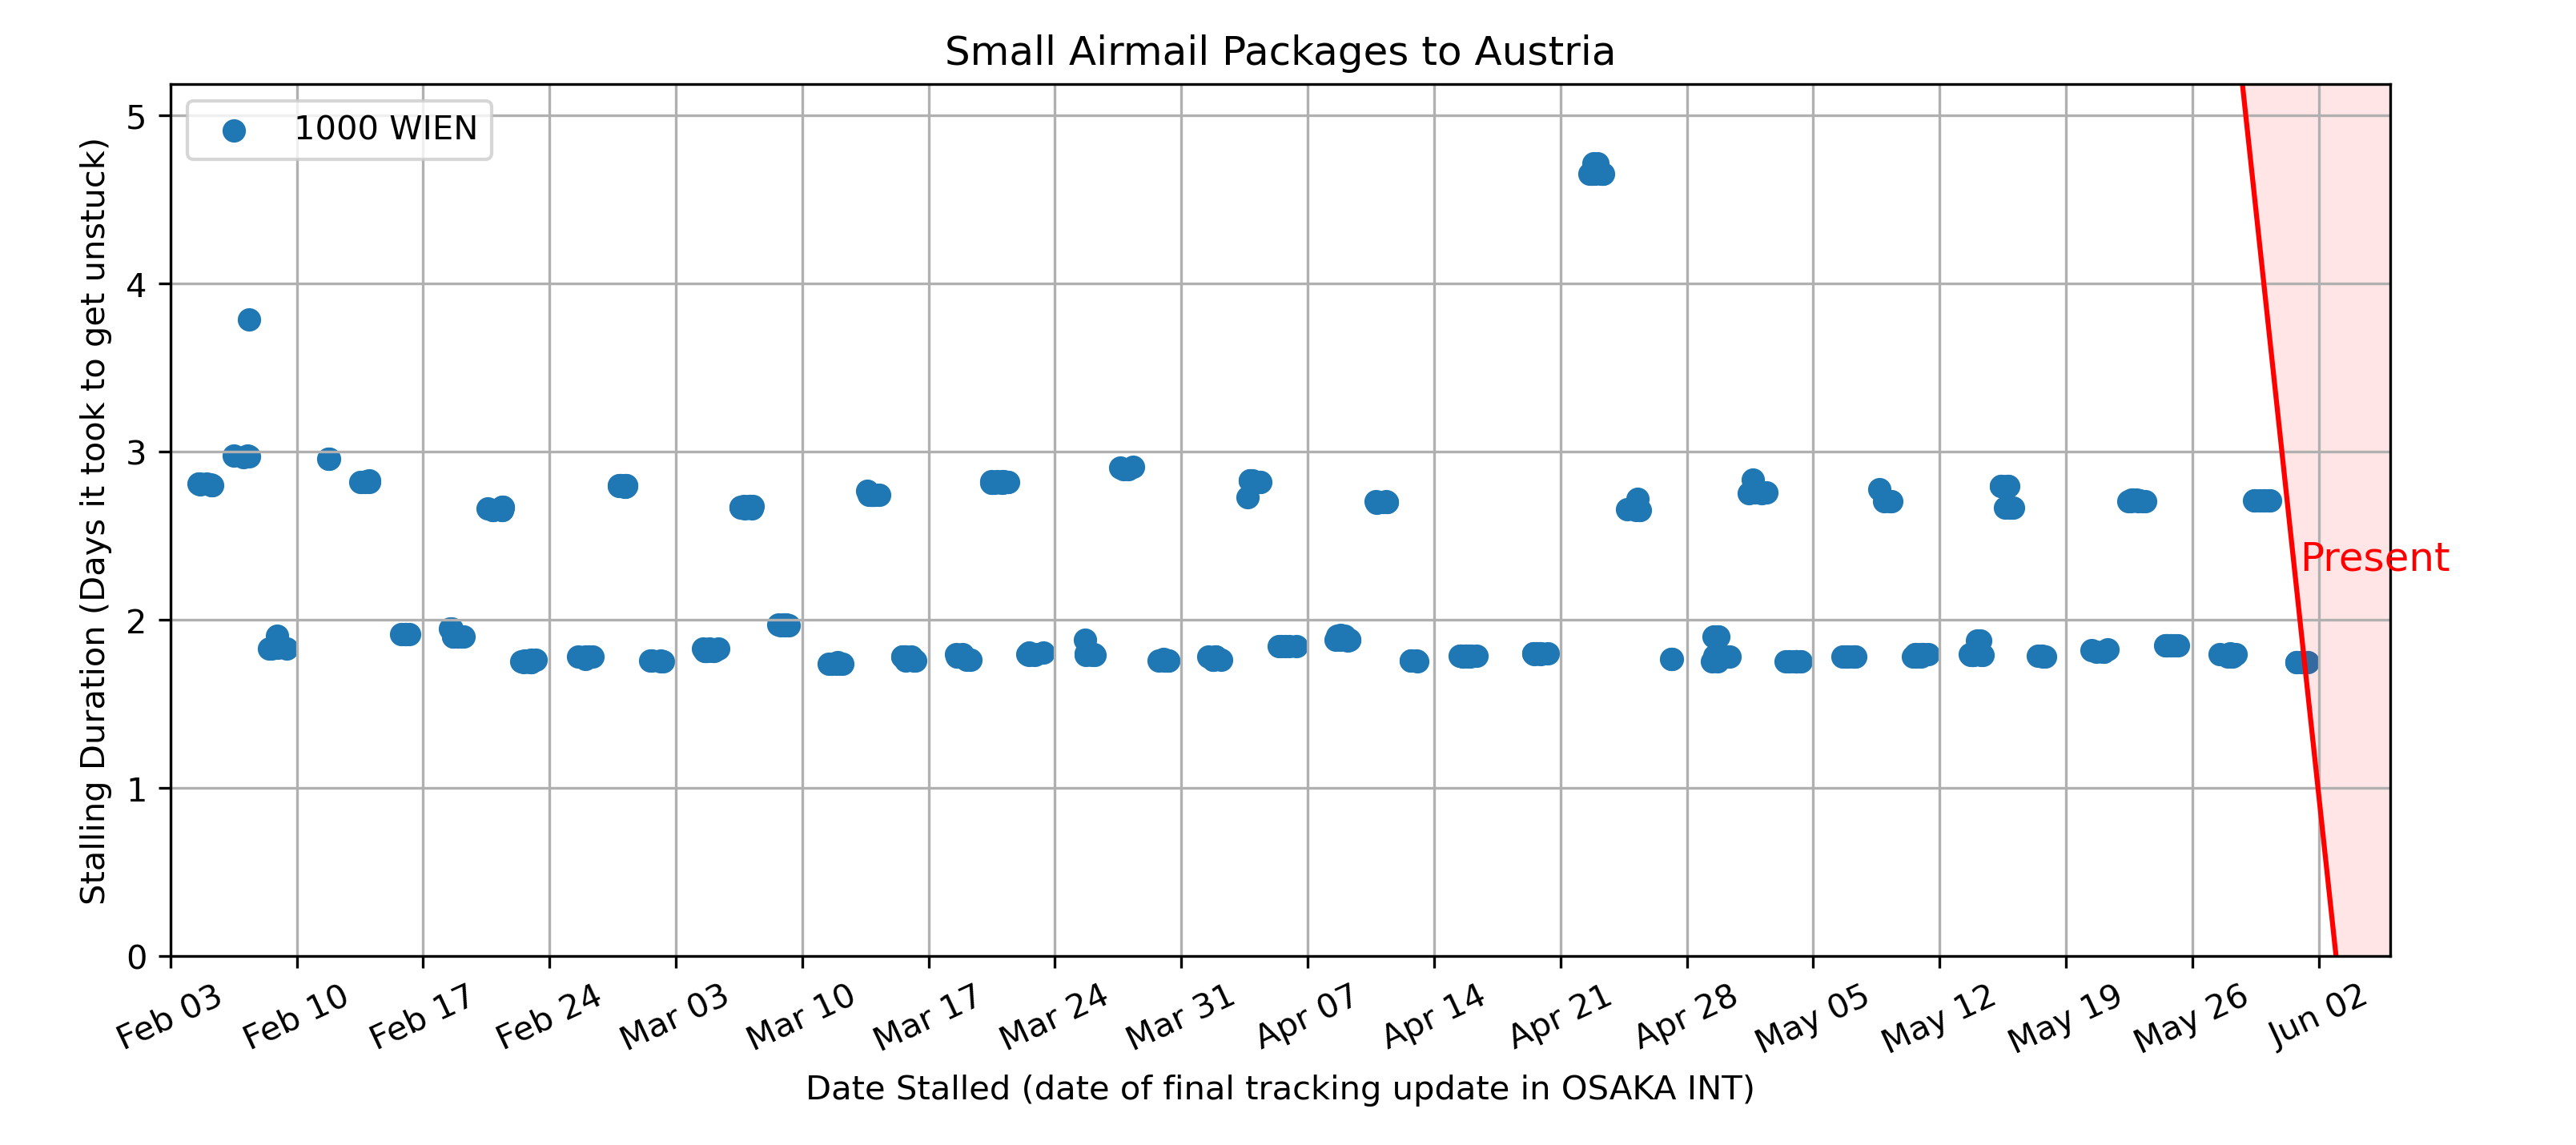 Small Airmail Packages to Austria
1000 WIEN
Stalling Duration (Days it took to get unstuck)
5
4
3
2
1
0
Present
Feb 03
Feb 10
Feb 17
Feb 24
Mar 03
Mar 10
Mar 17
Mar 24
Mar 31
Apr 07
Apr 14
Apr 21
Apr 28
May 05
May 12
May 19
May 26
Jun 02
Date Stalled (date of final tracking update in OSAKA INT)